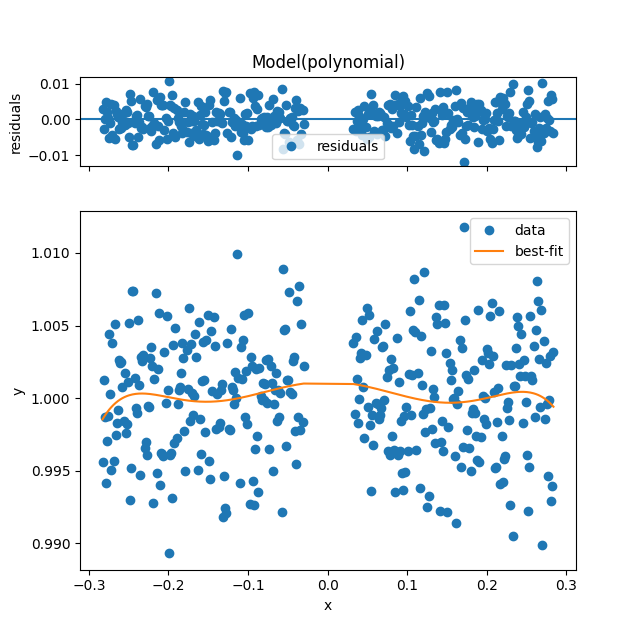 Model(polynomial)
residuals
0.01
0.00
−0.01
residuals
y
1.010
1.005
1.000
0.995
0.990
data
best-fit
−0.3 −0.2 −0.1 0.0 0.1 0.2 0.3
x